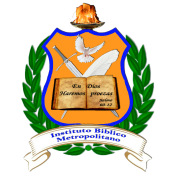 En Dios
Haremos proezas
Instituto Bíblico
Metropolitano